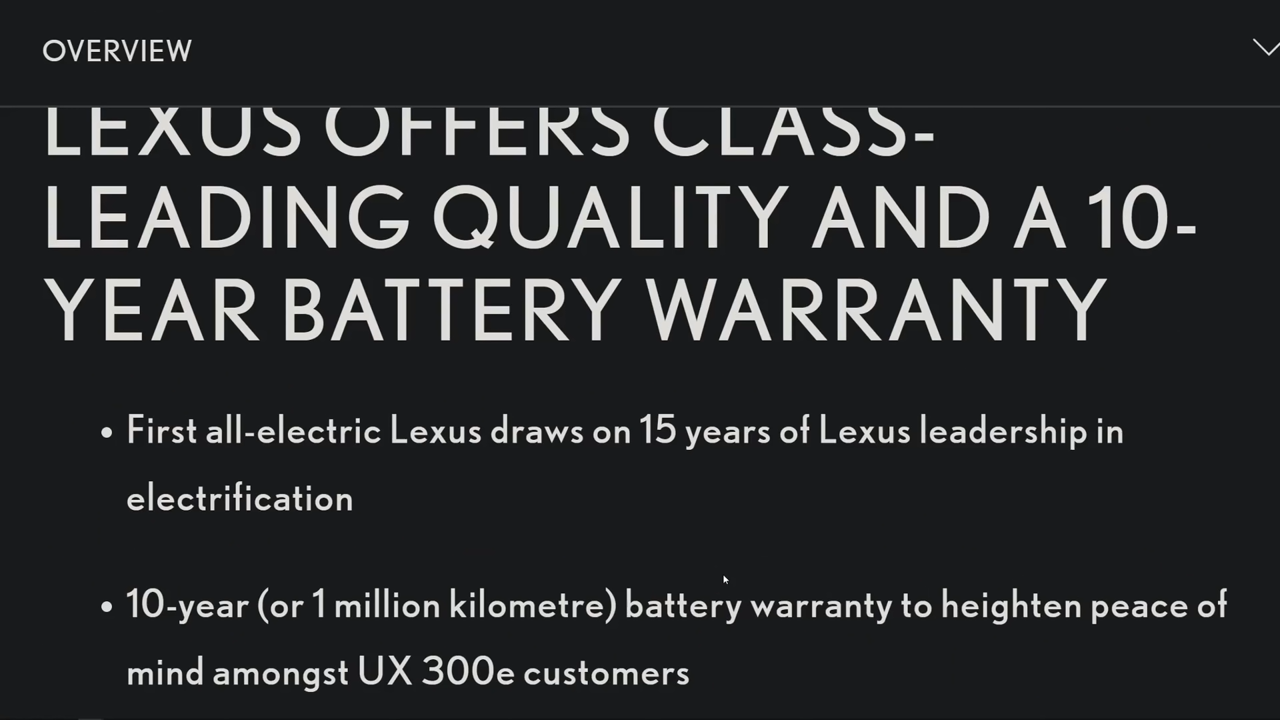 OVERVIEW
LEXUS OFFERS CLASS-
LEADING QUALITY AND A 10-
YEAR BATTERY WARRANTY
• First all-electric Lexus draws on 15 years of Lexus leadership in
electrification
• 10-year (or 1 million kilometre) battery warranty to heighten peace of
mind amongst UX 300e customers